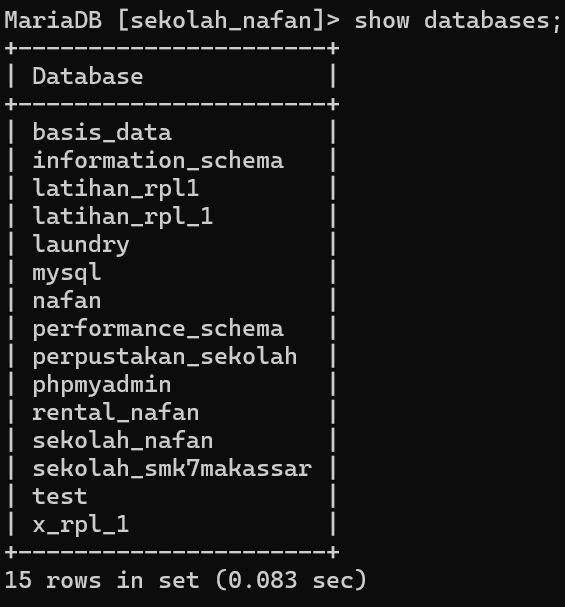 MariaDB [sekolah_nafan]> show databases;
+----------------------+
| Database             |
+----------------------+
| basis_data           |
| information_schema   |
| latihan_rpl1         |
| latihan_rpl_1        |
| laundry              |
| mysql                |
| nafan                |
| performance_schema   |
| perpustakan_sekolah  |
| phpmyadmin           |
| rental_nafan         |
| sekolah_nafan        |
| sekolah_smk7makassar |
| test                 |
| x_rpl_1              |
+----------------------+
15 rows in set (0.083 sec)